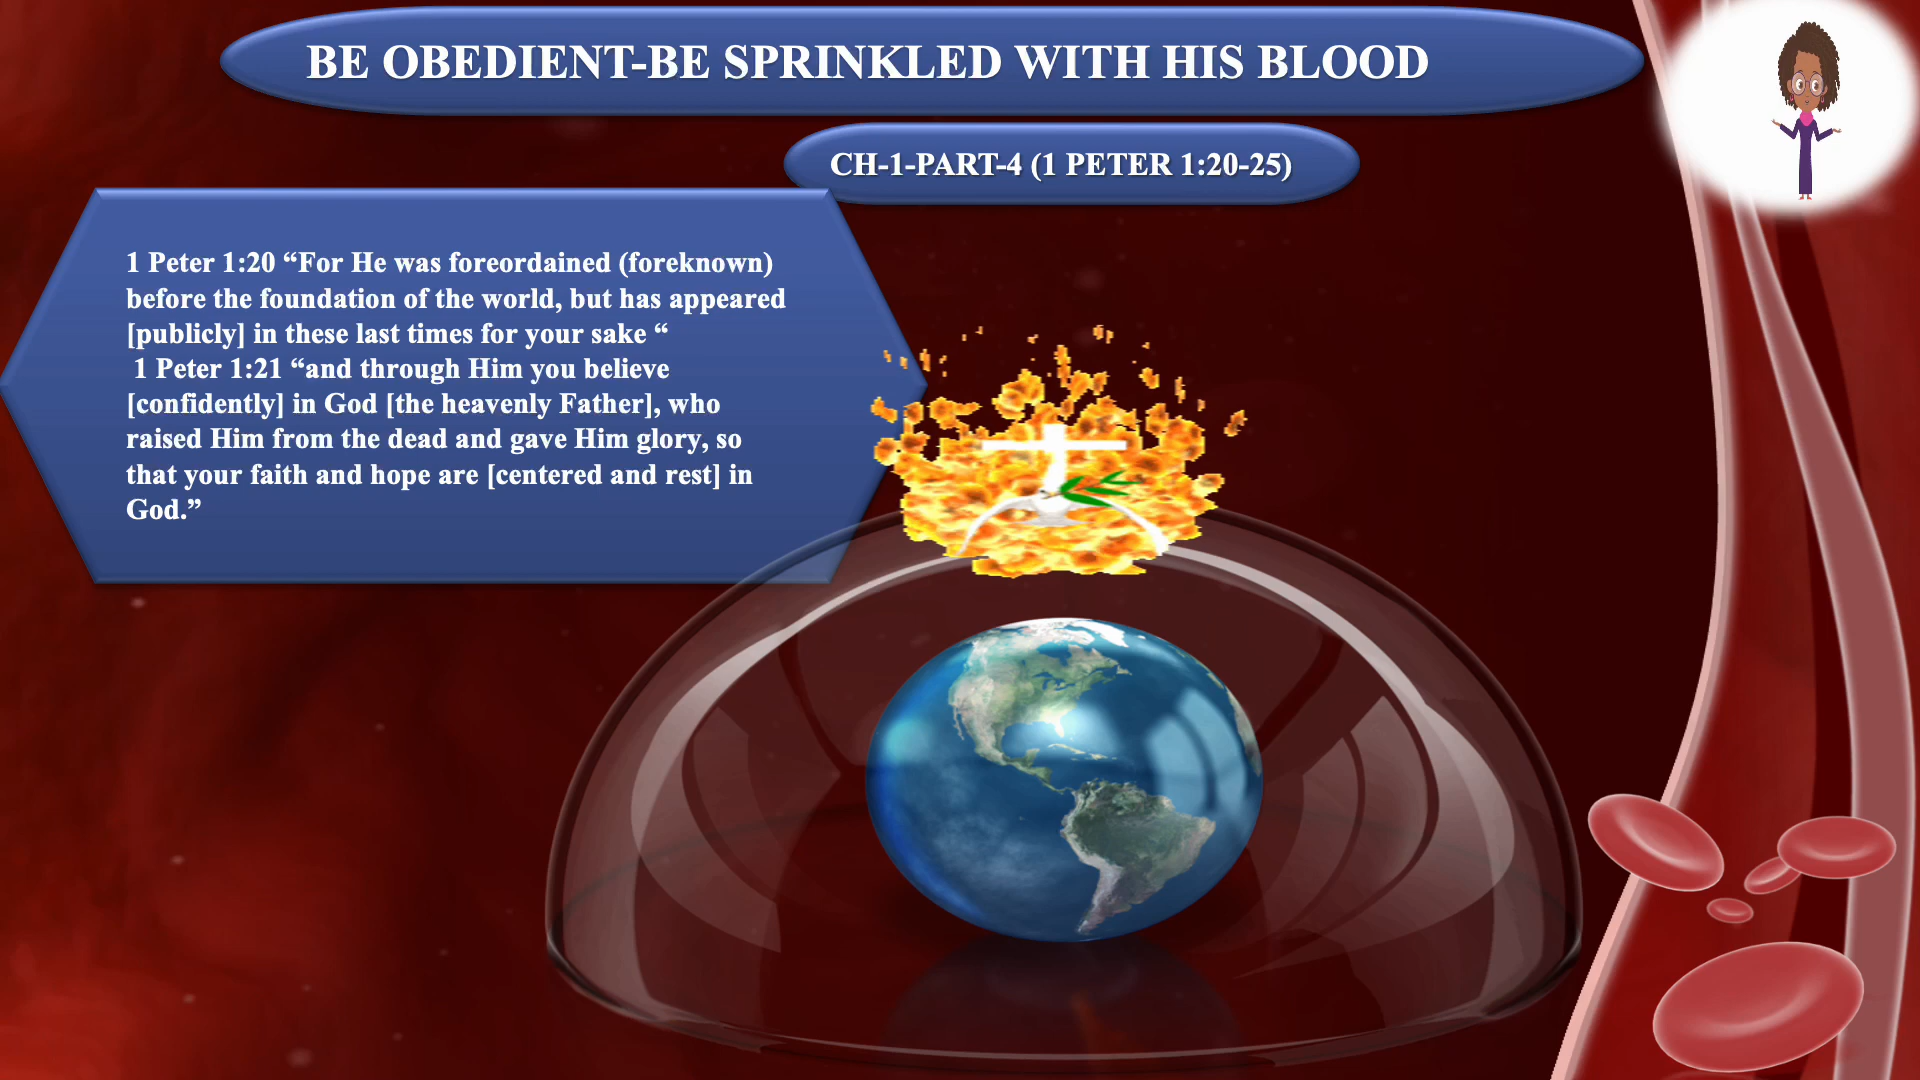 BE OBEDIENT-BE SPRINKLED WITH HIS BLOOD
CH-1-PART-4 (1 PETER 1:20-25)
1 Peter 1:20 “For He was foreordained (foreknown)
before the foundation of the world, but has appeared
[publicly] in these last times for your sake “
1 Peter 1:21 “and through Him you believe
[confidently] in God [the heavenly Father], who
raised Him from the dead and gave Him glory, so
that your faith and hope are [centered and rest] in
God.”